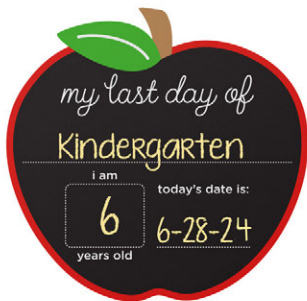 my last day of
Kindergarten
i am
6
years old
today's date is:
6-28-24